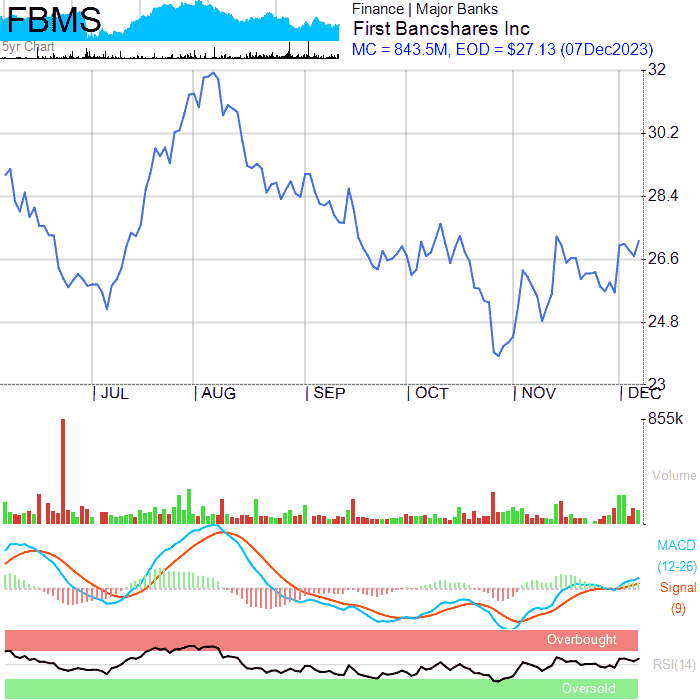 FBMS
5yr Chart
Finance | Major Banks
First Bancshares Inc
MC = 843.5M, EOD = $27.13 (07Dec2023)
32
30.2
28.4
26.6
24.8
23
JUL
AUG
SEP
OCT
NOV
DEC
855k
Volume
MACD
(12-26)
Signal
(9)
Overbought
RSI(14)
Oversold